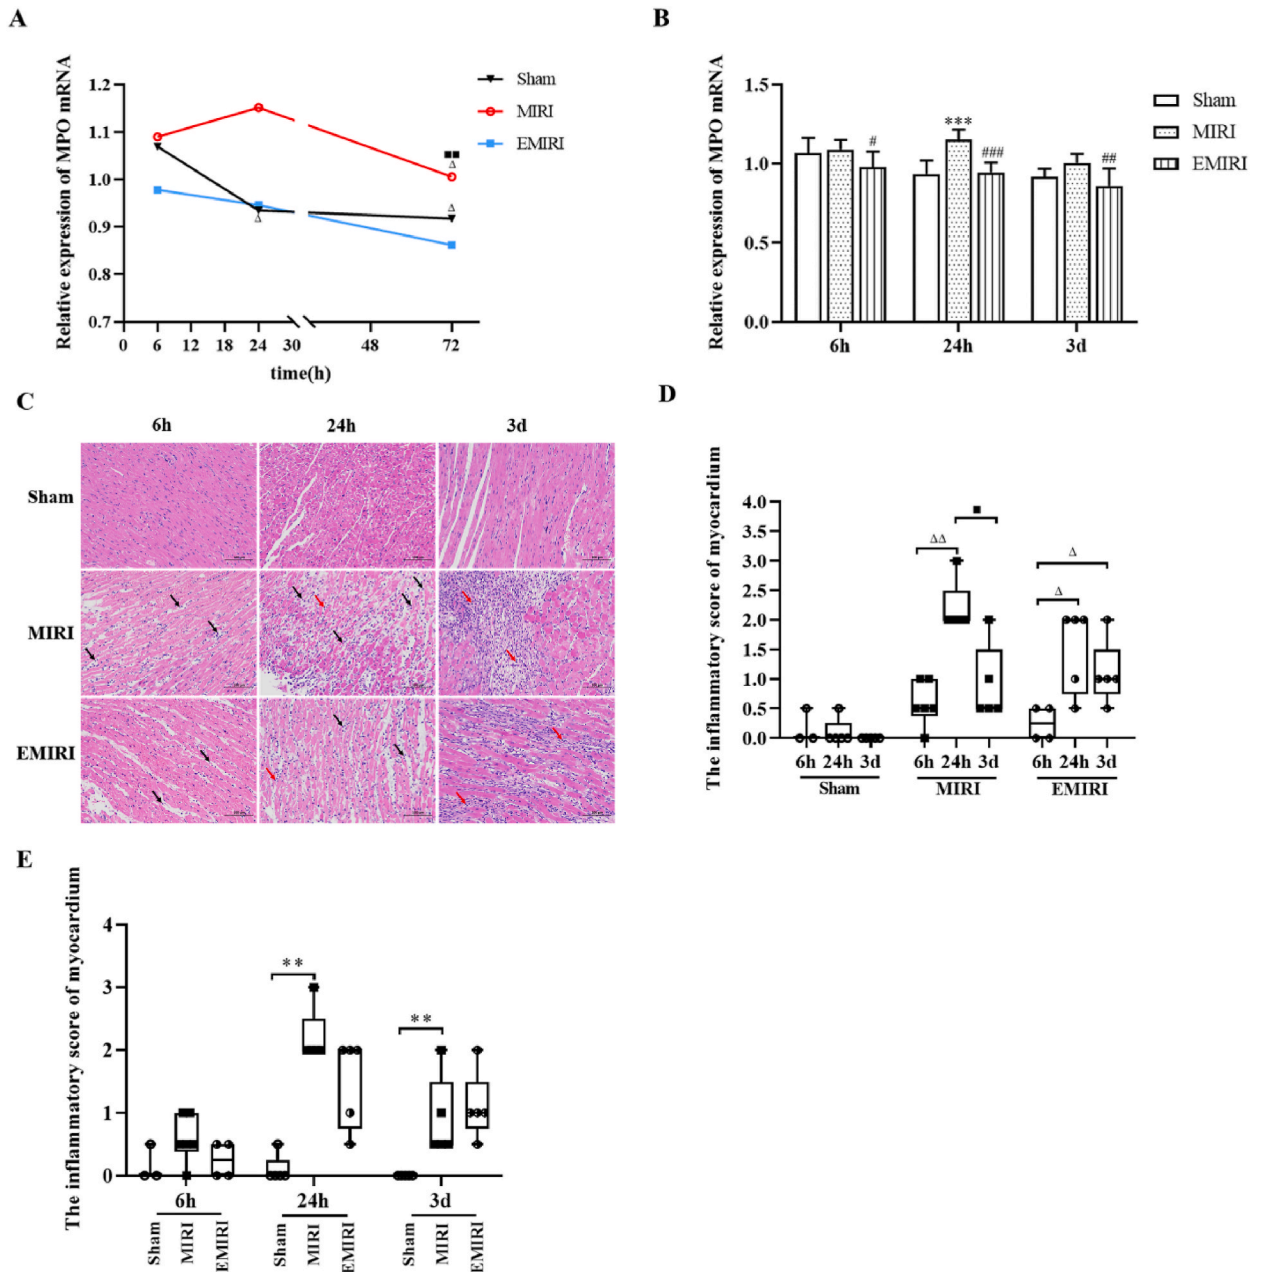 A
Relative expression of MPO mRNA
1.2
1.1
1.0
0.9
0.8
0.7
0 6 12 18 24 30 48 72
time(h)
Sham
MIRI
EMIRI
■■
Δ
Δ
Δ
B
Relative expression of MPO mRNA
1.5
1.0
0.5
0.0
# *** ### ##
6h 24h 3d
Sham
MIRI
EMIRI
C
6h 24h 3d
Sham
MIRI
EMIRI
D
The inflammatory score of myocardium
4.0
3.5
3.0
2.5
2.0
1.5
1.0
0.5
0.0
ΔΔ ■ Δ Δ
6h 24h 3d 6h 24h 3d 6h 24h 3d
Sham MIRI EMIRI
E
The inflammatory score of myocardium
4
3
2
1
0
** **
6h 24h 3d
Sham MIRI EMIRI Sham MIRI EMIRI Sham MIRI EMIRI